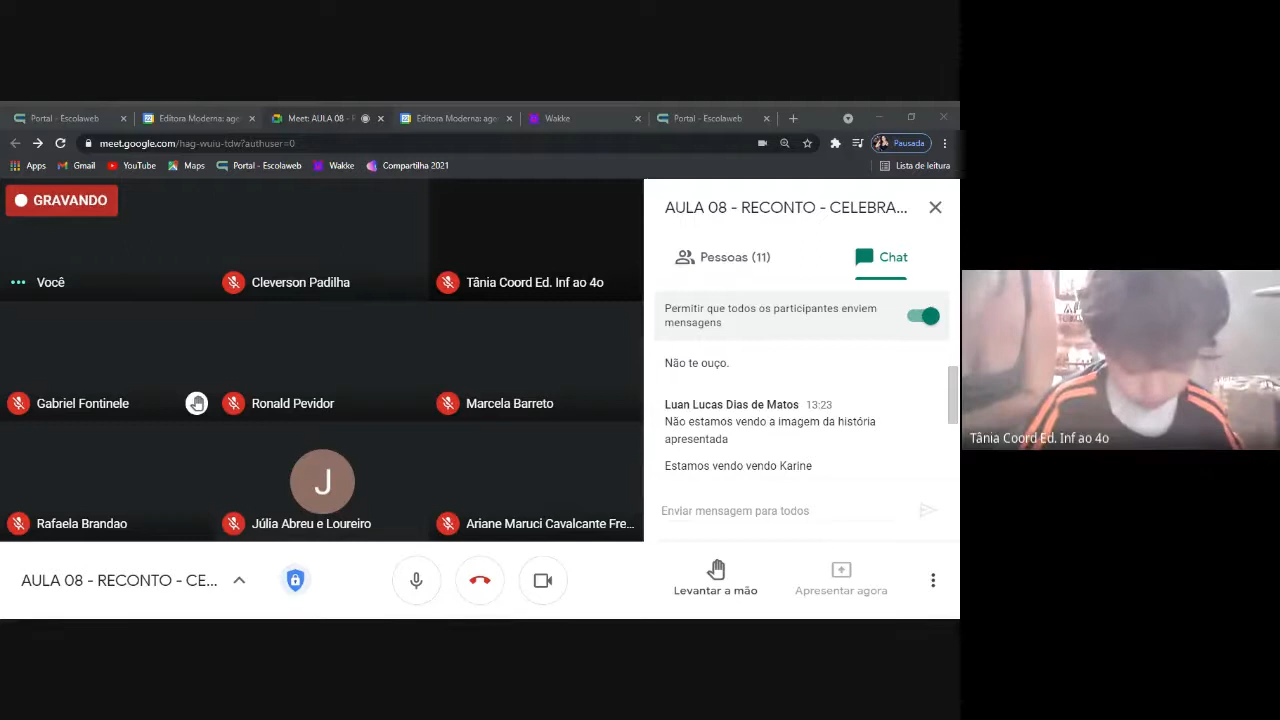 Portal - Escolaweb
Editora Moderna: age
Meet: AULA 08 - F
Editora Moderna: age
Wakke
Portal - Escolaweb
meet.google.com/hag-wuiu-tdw?authuser=0
Pausada
Apps
Gmail
YouTube
Maps
Portal - Escolaweb
Wakke
Compartilha 2021
Lista de leitura
GRAVANDO
Você
Cleverson Padilha
Tânia Coord Ed. Inf ao 4o
Gabriel Fontinele
Ronald Pevidor
Marcela Barreto
J
Rafaela Brandao
Júlia Abreu e Loureiro
Ariane Maruci Cavalcante Fre...
AULA 08 - RECONTO - CELEBRA...
Pessoas (11)
Chat
Permitir que todos os participantes enviem
mensagens
Não te ouço.
Luan Lucas Dias de Matos 13:23
Não estamos vendo a imagem da história
apresentada
Estamos vendo vendo Karine
Enviar mensagem para todos
AULA 08 - RECONTO - CE...
Levantar a mão
Apresentar agora
Tânia Coord Ed. Inf ao 4o